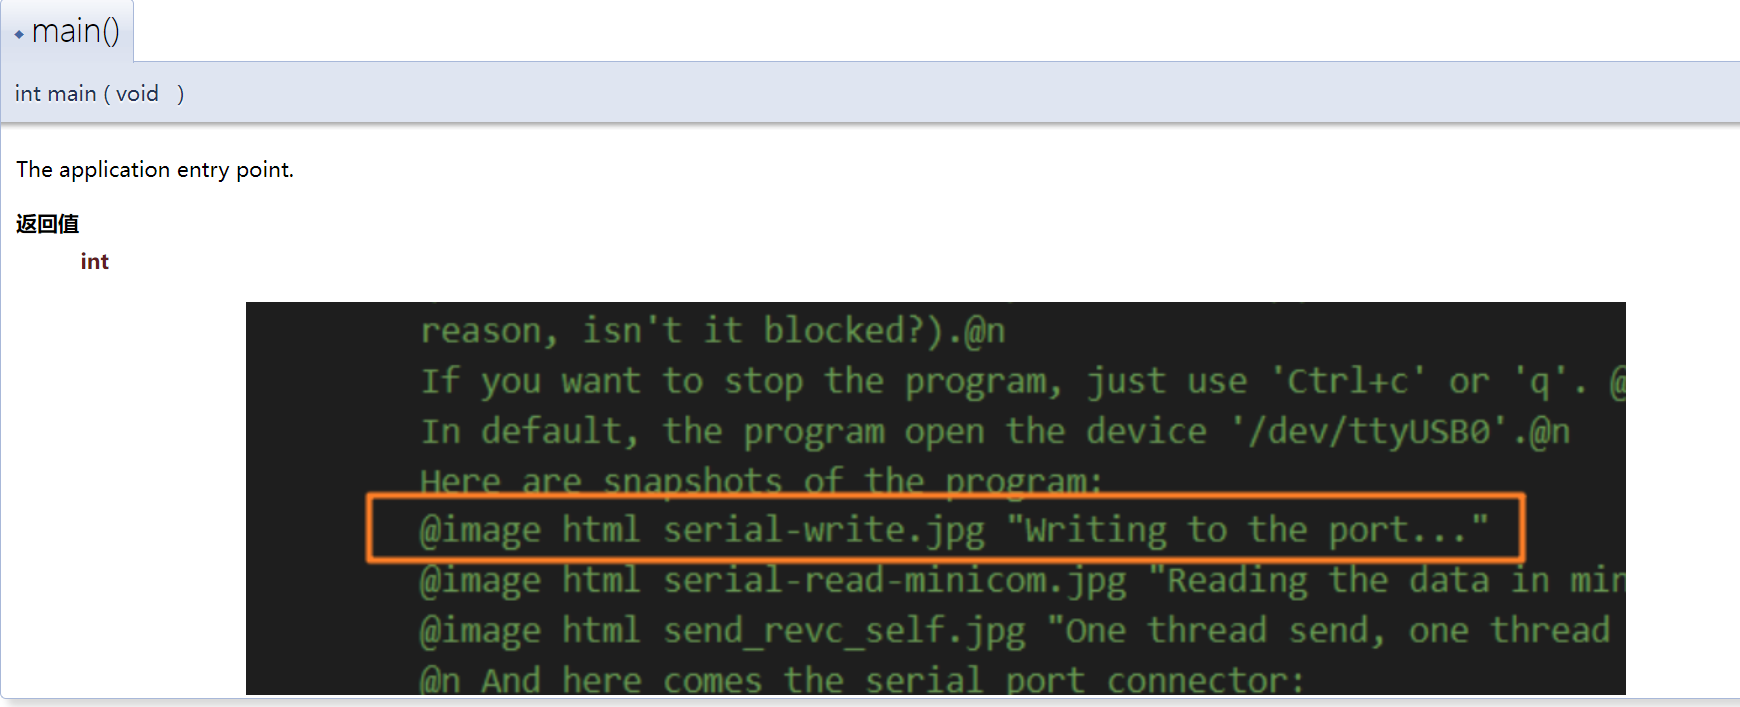 main()
int main ( void )
The application entry point.
返回值
int
reason, isn't it blocked?).@n
If you want to stop the program, just use 'Ctrl+c' or 'q'. @
In default, the program open the device '/dev/ttyUSB0'.@n
Here are snapshots of the program:
@image html serial-write.jpg "Writing to the port..."
@image html serial-read-minicom.jpg "Reading the data in min
@image html send_revc_self.jpg "One thread send, one thread
@n And here comes the serial port connector: